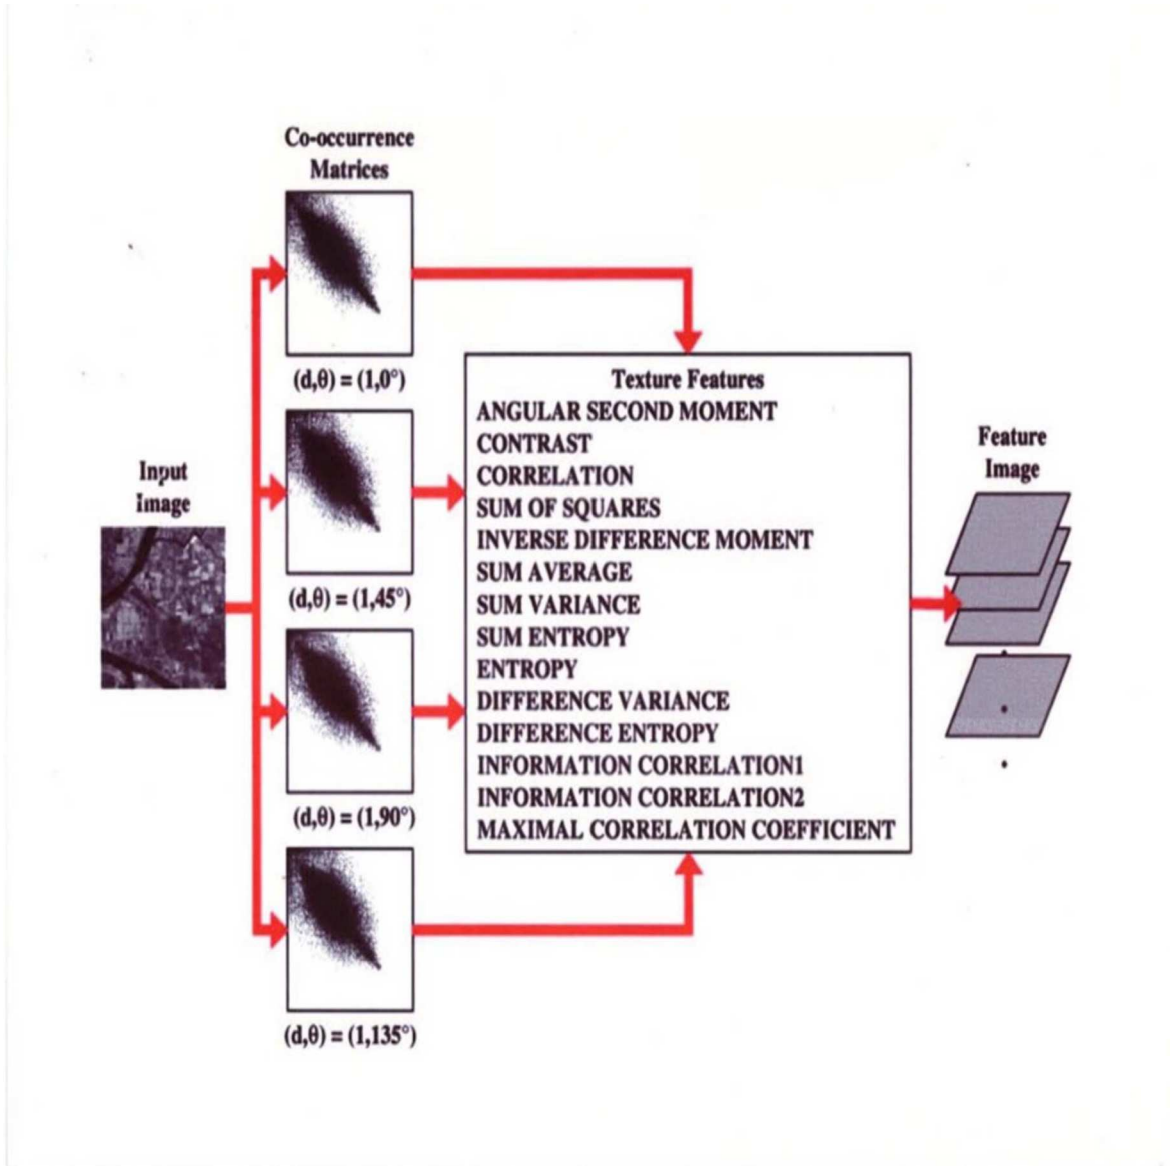 Co-occurrence
Matrices
(d,θ) = (1,0°)
(d,θ) = (1,45°)
(d,θ) = (1,90°)
(d,θ) = (1,135°)
Input
Image
Texture Features
ANGULAR SECOND MOMENT
CONTRAST
CORRELATION
SUM OF SQUARES
INVERSE DIFFERENCE MOMENT
SUM AVERAGE
SUM VARIANCE
SUM ENTROPY
ENTROPY
DIFFERENCE VARIANCE
DIFFERENCE ENTROPY
INFORMATION CORRELATION1
INFORMATION CORRELATION2
MAXIMAL CORRELATION COEFFICIENT
Feature
Image